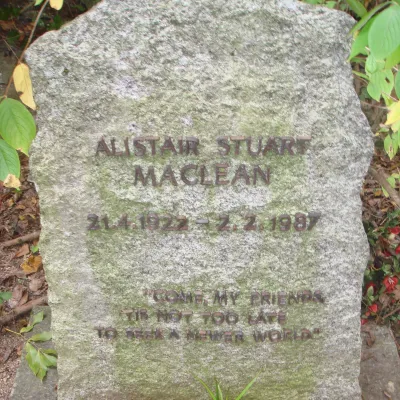 ALISTAIR STUART
MACLEAN
21.4.1922 - 2.2.1987
"COME, MY FRIENDS
'TIS NOT TOO LATE
TO SEEK A NEWER WORLD"